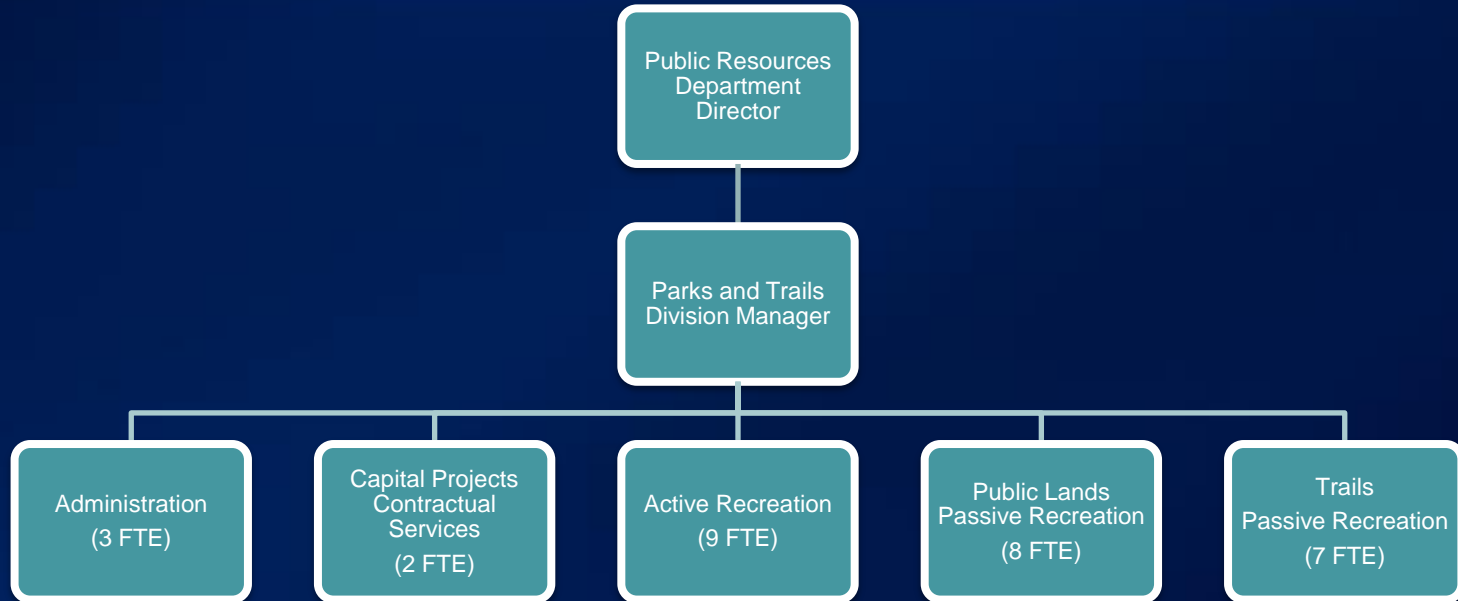 Public Resources
Department
Director
Parks and Trails
Division Manager
Administration
(3 FTE)
Capital Projects
Contractual
Services
(2 FTE)
Active Recreation
(9 FTE)
Public Lands
Passive Recreation
(8 FTE)
Trails
Passive Recreation
(7 FTE)